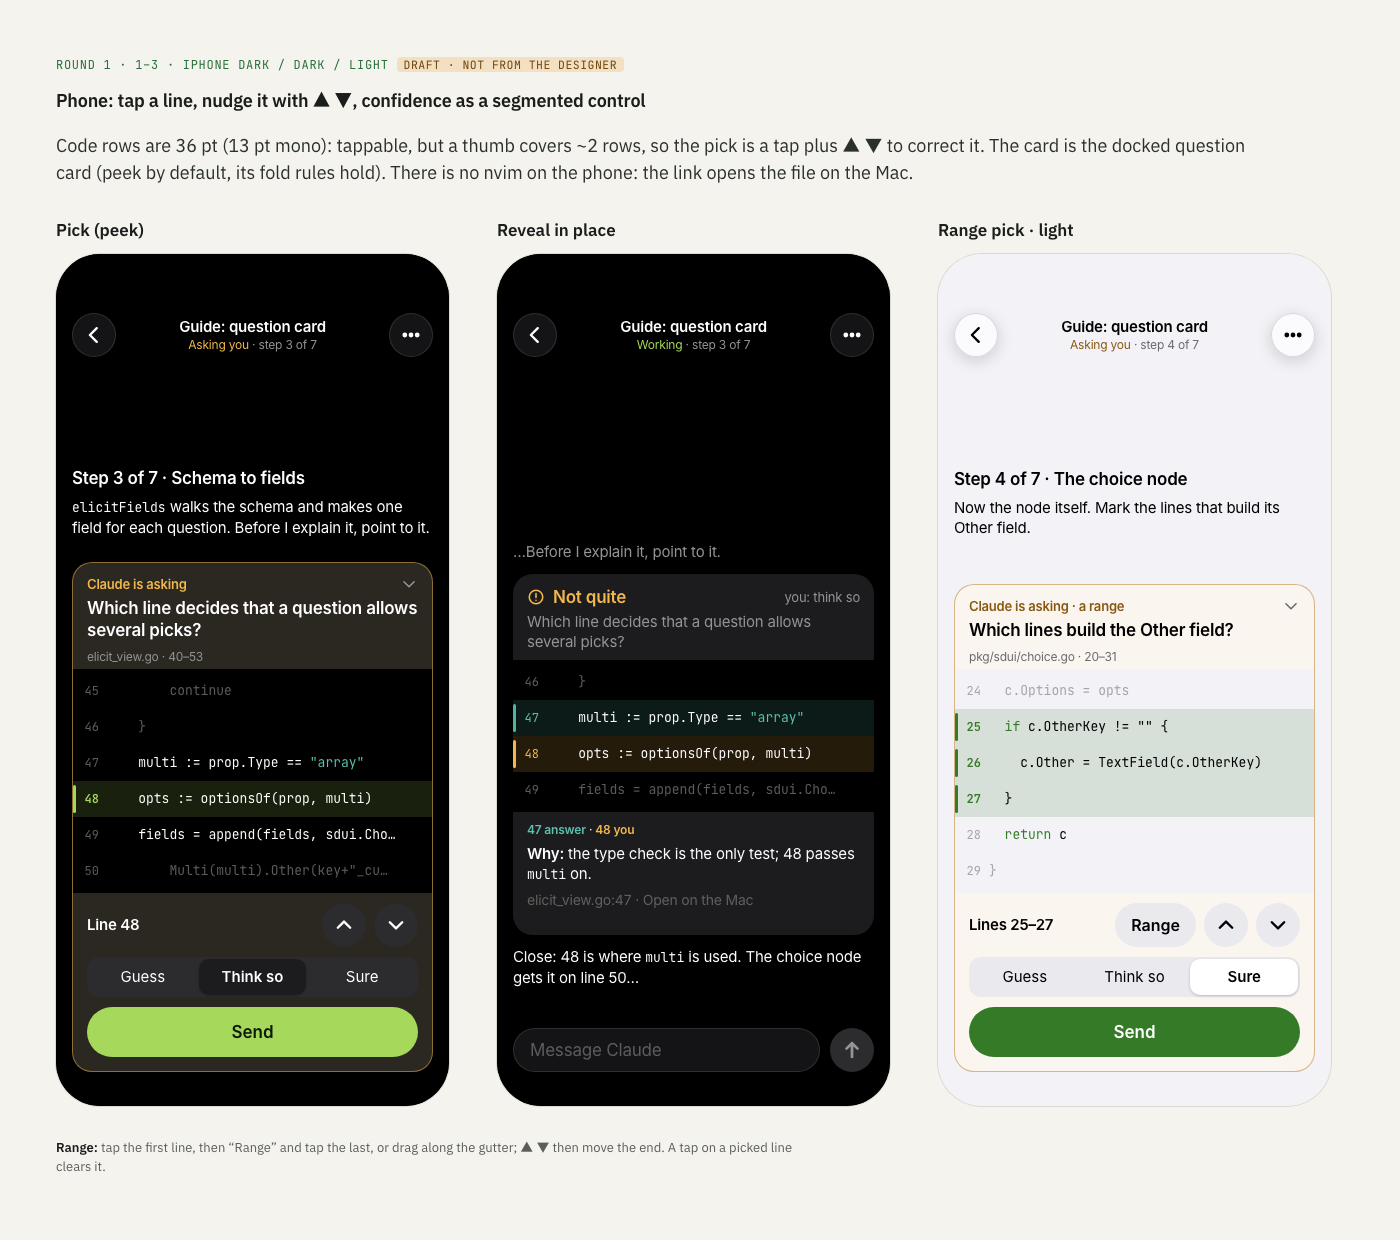 ROUND 1 · 1–3 · IPHONE DARK / DARK / LIGHT DRAFT · NOT FROM THE DESIGNER
Phone: tap a line, nudge it with ▲ ▼, confidence as a segmented control
Code rows are 36 pt (13 pt mono): tappable, but a thumb covers ~2 rows, so the pick is a tap plus ▲ ▼ to correct it. The card is the docked question
card (peek by default, its fold rules hold). There is no nvim on the phone: the link opens the file on the Mac.
Pick (peek)
Guide: question card
Asking you · step 3 of 7
Step 3 of 7 · Schema to fields
elicitFields walks the schema and makes one
field for each question. Before I explain it, point to it.
Claude is asking
Which line decides that a question allows
several picks?
elicit_view.go · 40–53
45 continue
46 }
47 multi := prop.Type == "array"
48 opts := optionsOf(prop, multi)
49 fields = append(fields, sdui.Cho…
50 Multi(multi).Other(key+"_cu…
Line 48
Guess Think so Sure
Send
Reveal in place
Guide: question card
Working · step 3 of 7
…Before I explain it, point to it.
Not quite you: think so
Which line decides that a question allows
several picks?
46 }
47 multi := prop.Type == "array"
48 opts := optionsOf(prop, multi)
49 fields = append(fields, sdui.Cho…
47 answer · 48 you
Why: the type check is the only test; 48 passes
multi on.
elicit_view.go:47 · Open on the Mac
Close: 48 is where multi is used. The choice node
gets it on line 50…
Message Claude
Range pick · light
Guide: question card
Asking you · step 4 of 7
Step 4 of 7 · The choice node
Now the node itself. Mark the lines that build its
Other field.
Claude is asking · a range
Which lines build the Other field?
pkg/sdui/choice.go · 20–31
24 c.Options = opts
25 if c.OtherKey != "" {
26 c.Other = TextField(c.OtherKey)
27 }
28 return c
29 }
Lines 25–27 Range
Guess Think so Sure
Send
Range: tap the first line, then “Range” and tap the last, or drag along the gutter; ▲ ▼ then move the end. A tap on a picked line
clears it.